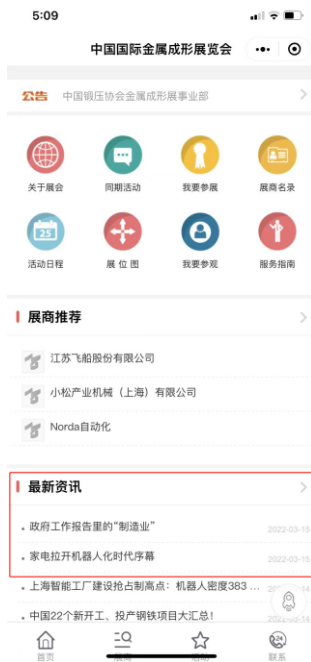 5:09
中国国际金属成形展览会
公告 中国锻压协会金属成形展事业部
关于展会 同期活动 我要参展 展商名录
25
活动日程 展位图 我要参观 服务指南
展商推荐
江苏飞船股份有限公司
小松产业机械（上海）有限公司
Norda自动化
最新资讯
政府工作报告里的“制造业” 2022-03-15
家电拉开机器人化时代序幕 2022-03-15
上海智能工厂建设抢占制高点：机器人密度383 ...
中国22个新开工、投产钢铁项目大汇总!
首页 展商 活动 联系